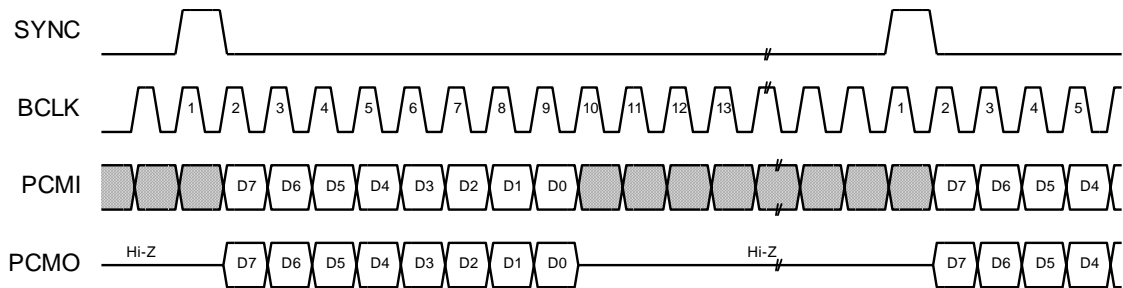 SYNC
BCLK 1 2 3 4 5 6 7 8 9 10 11 12 13 1 2 3 4 5
PCMI D7 D6 D5 D4 D3 D2 D1 D0 D7 D6 D5 D4
PCMO Hi-Z D7 D6 D5 D4 D3 D2 D1 D0 Hi-Z D7 D6 D5 D4